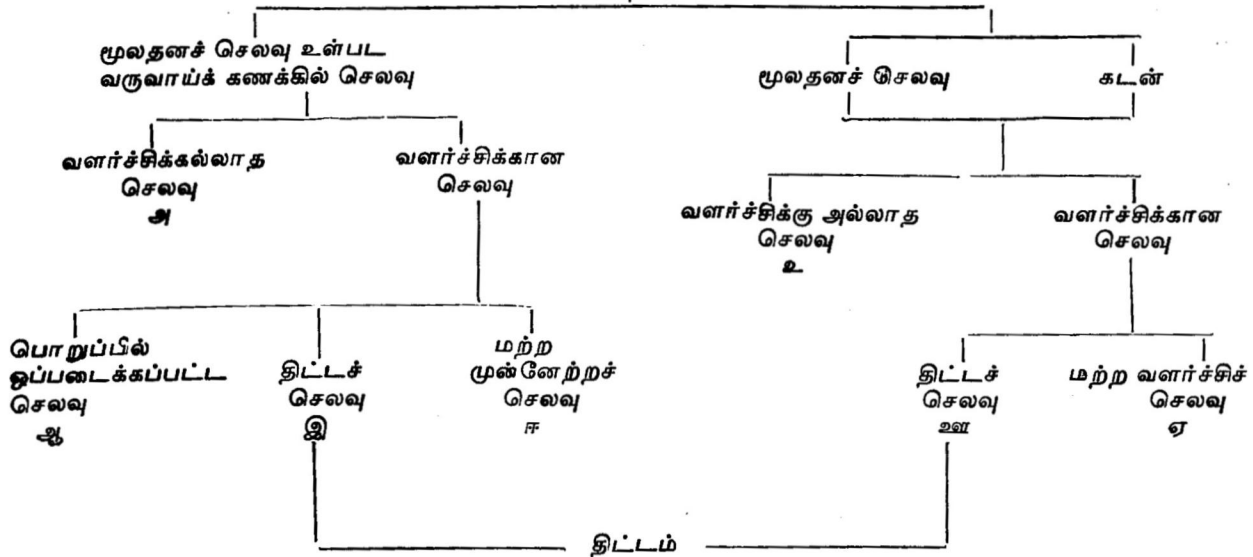 மூலதனச் செலவு உள்பட
வருவாய்க் கணக்கில் செலவு
மூலதனச் செலவு
கடன்
வளர்ச்சிக்கல்லாத
செலவு
அ
வளர்ச்சிக்கான
செலவு
வளர்ச்சிக்கு அல்லாத
செலவு
உ
வளர்ச்சிக்கான
செலவு
பொறுப்பில்
ஒப்படைக்கப்பட்ட
செலவு
ஆ
திட்டச்
செலவு
இ
மற்ற
முன்னேற்றச்
செலவு
ஈ
திட்டச்
செலவு
ஊ
மற்ற வளர்ச்சிச்
செலவு
ஏ
திட்டம்